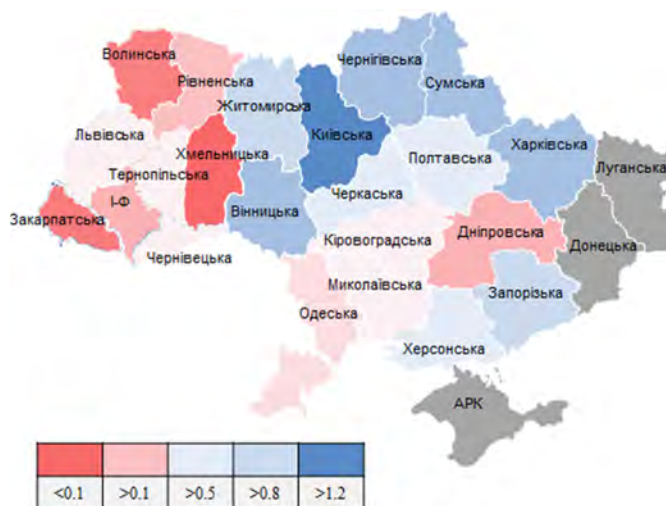 Волинська
Рівненська
Чернігівська
Сумська
Житомирська
Київська
Львівська
Хмельницька
Тернопільська
Полтавська
Харківська
Луганська
Черкаська
Закарпатська
І-Ф
Вінницька
Чернівецька
Кіровоградська
Дніпровська
Донецька
Миколаївська
Запорізька
Одеська
Херсонська
АРК
<0.1 >0.1 >0.5 >0.8 >1.2